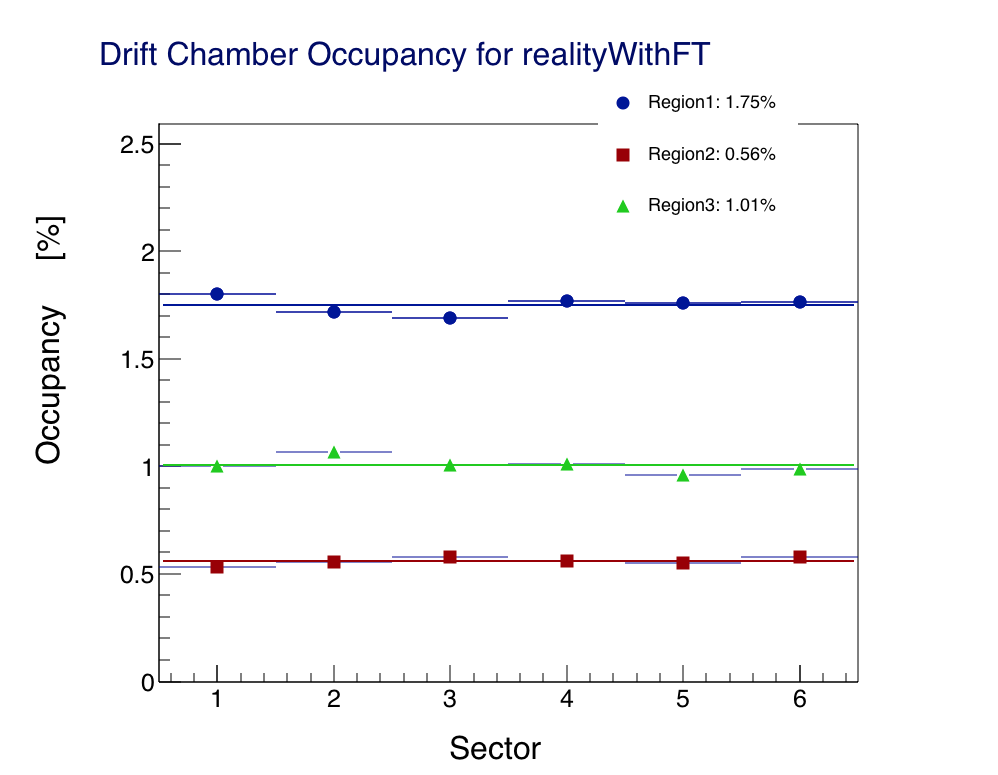 Drift Chamber Occupancy for realityWithFT
Region1: 1.75%
Region2: 0.56%
Region3: 1.01%
Occupancy [%]
2.5
2
1.5
1
0.5
0
1 2 3 4 5 6
Sector